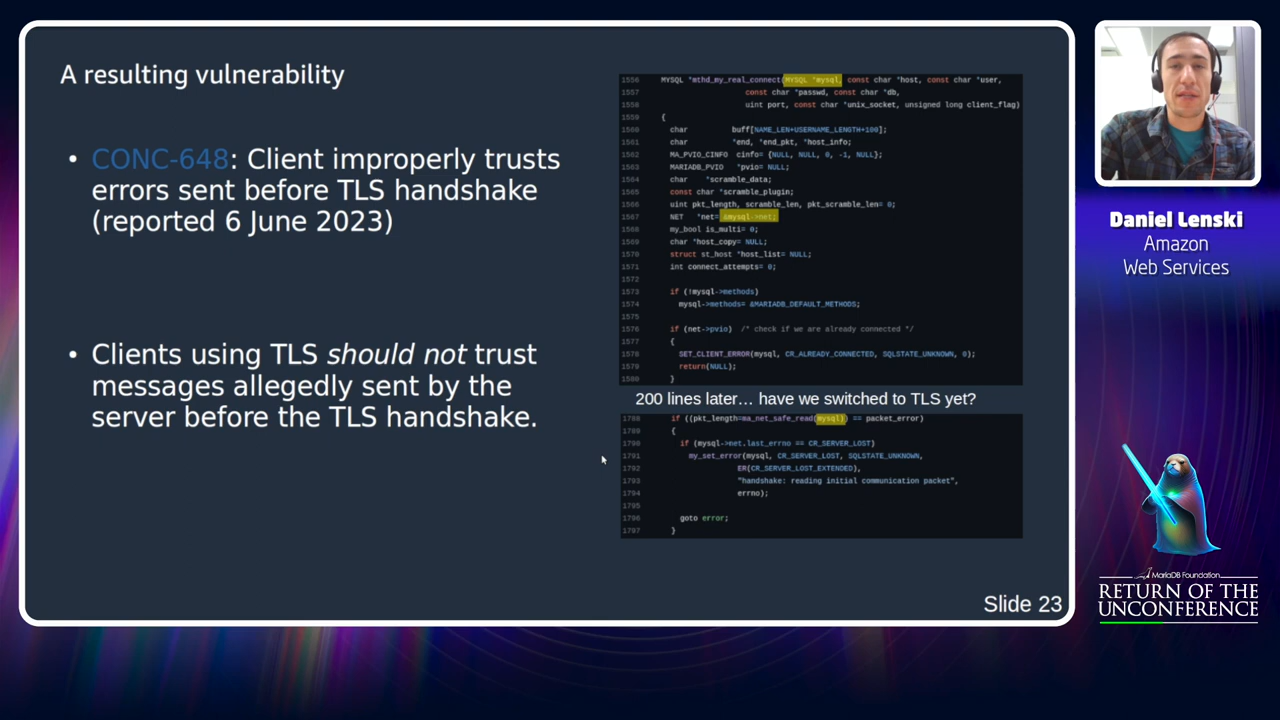 A resulting vulnerability
• CONC-648: Client improperly trusts
errors sent before TLS handshake
(reported 6 June 2023)
• Clients using TLS should not trust
messages allegedly sent by the
server before the TLS handshake.
1556 MYSQL *mthd_my_real_connect(MYSQL *mysql, const char *host, const char *user,
1557 const char *passwd, const char *db,
1558 uint port, const char *unix_socket, unsigned long client_flag)
1559 {
1560 char buff[NAME_LEN+USERNAME_LENGTH+100];
1561 char *end, *end_pkt, *host_info;
1562 MA_PVIO_CINFO cinfo= {NULL, NULL, 0, -1, NULL};
1563 MARIADB_PVIO *pvio= NULL;
1564 char *scramble_data;
1565 const char *scramble_plugin;
1566 uint pkt_length, scramble_len, pkt_scramble_len= 0;
1567 NET *net= &mysql->net;
1568 my_bool is_multi= 0;
1569 char *host_copy= NULL;
1570 struct st_host *host_list= NULL;
1571 int connect_attempts= 0;
1572
1573 if (!mysql->methods)
1574 mysql->methods= &MARIADB_DEFAULT_METHODS;
1575
1576 if (net->pvio) /* check if we are already connected */
1577 {
1578 SET_CLIENT_ERROR(mysql, CR_ALREADY_CONNECTED, SQLSTATE_UNKNOWN, 0);
1579 return(NULL);
1580 }
200 lines later… have we switched to TLS yet?
1788 if ((pkt_length=ma_net_safe_read(mysql)) == packet_error)
1789 {
1790 if (mysql->net.last_errno == CR_SERVER_LOST)
1791 my_set_error(mysql, CR_SERVER_LOST, SQLSTATE_UNKNOWN,
1792 ER(CR_SERVER_LOST_EXTENDED),
1793 "handshake: reading initial communication packet",
1794 errno);
1795
1796 goto error;
1797 }
Slide 23
Daniel Lenski
Amazon
Web Services
MariaDB Foundation
RETURN OF THE
UNCONFERENCE